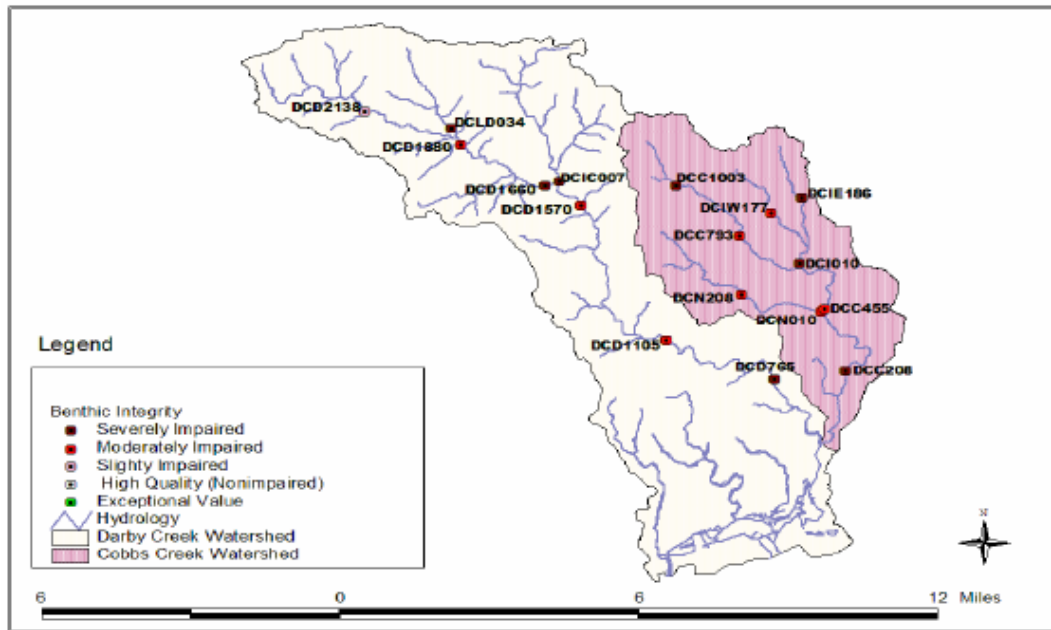 DCD2138
DCLD034
DCD1880
DCD1660
DCIC007
DCD1570
DCC1003
DCIE186
DCIW177
DCC793
DCI010
DCN208
DCC455
DCN010
DCD1105
DCD765
DCC208
Legend
Benthic Integrity
Severely Impaired
Moderately Impaired
Slighty Impaired
High Quality (Nonimpaired)
Exceptional Value
Hydrology
Darby Creek Watershed
Cobbs Creek Watershed
N
6 0 6 12 Miles